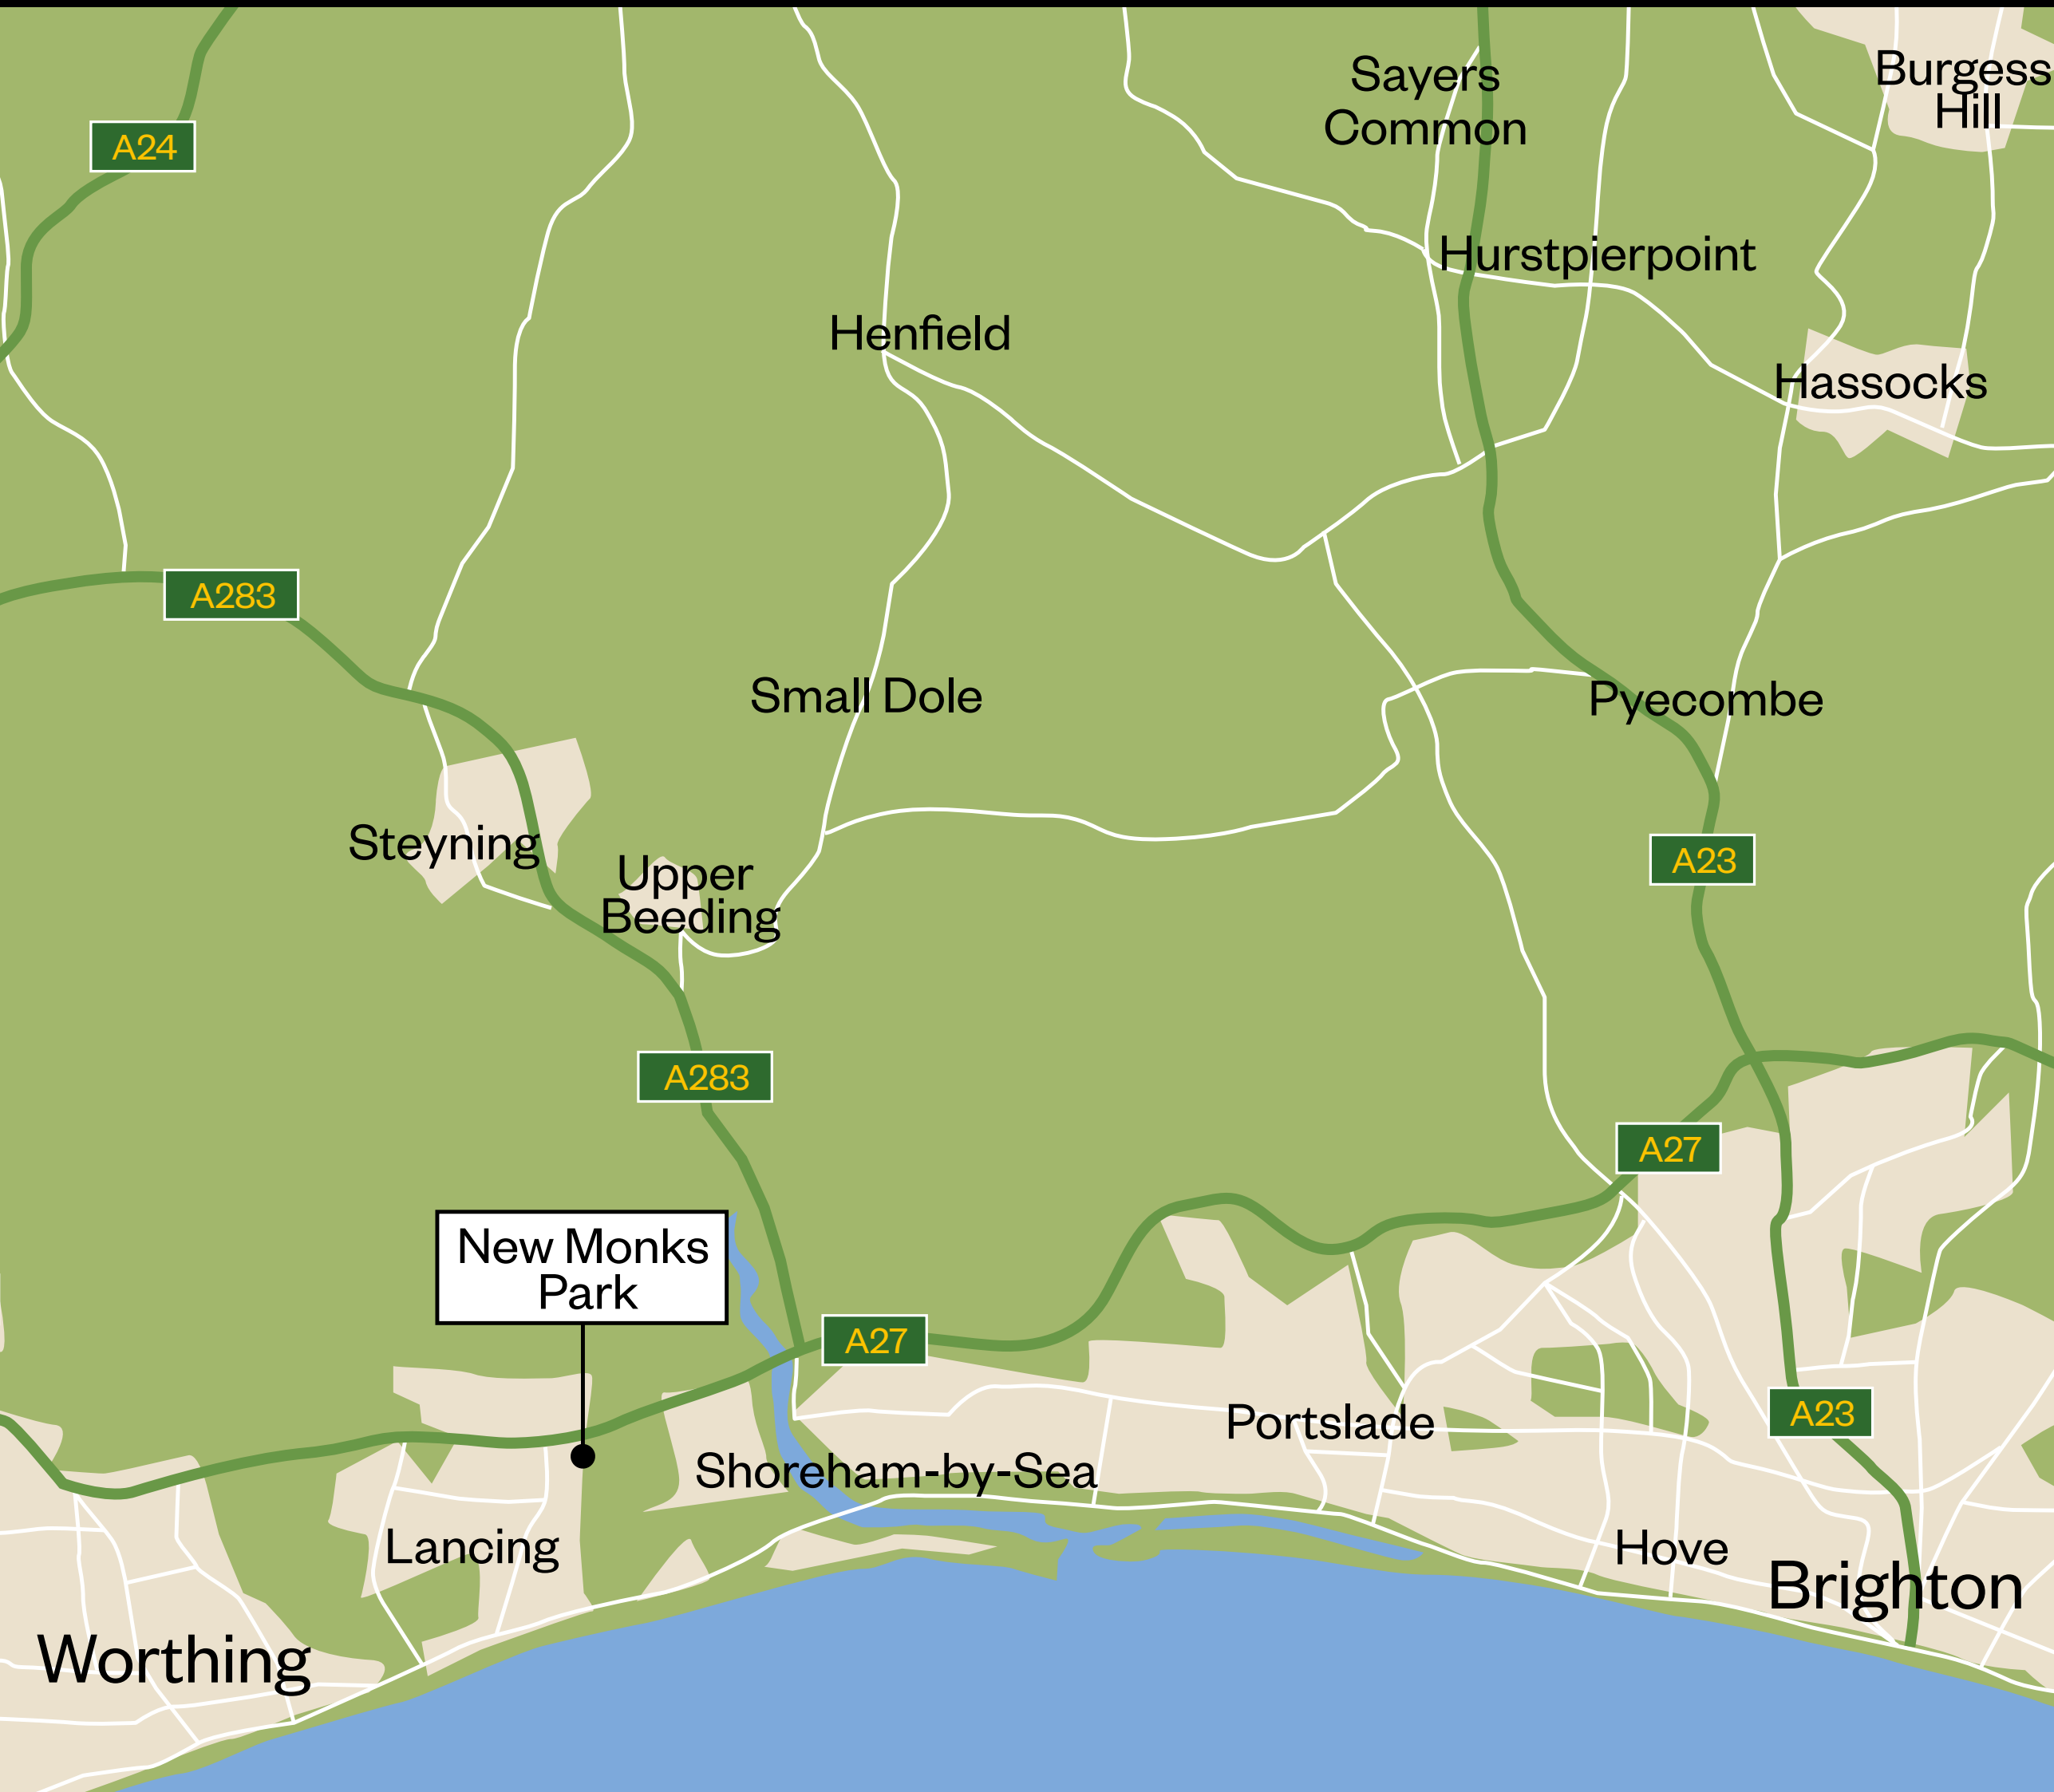 Sayers
Common
Burgess
Hill
A24
Hurstpierpoint
Henfield
Hassocks
A283
Small Dole
Pyecombe
Steyning
A23
Upper
Beeding
A283
A27
New Monks
Park
A27
A23
Portslade
Shoreham-by-Sea
Lancing
Hove
Brighton
Worthing